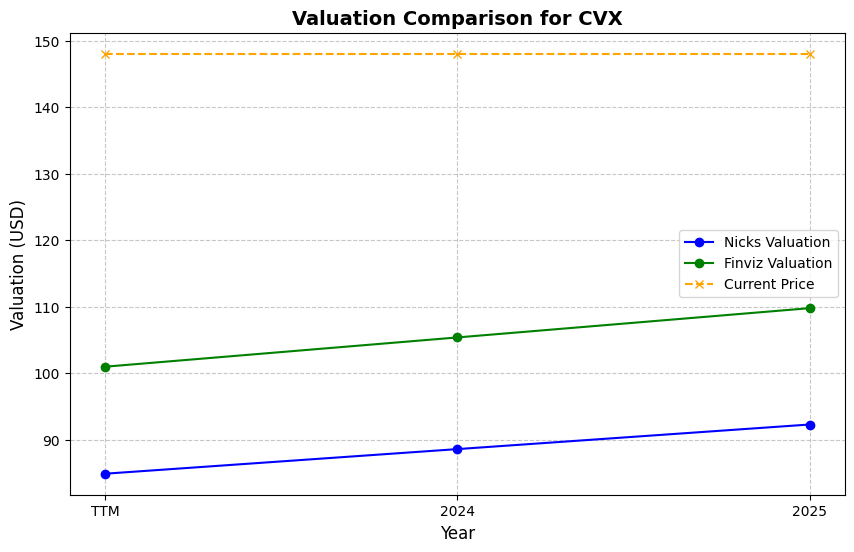 Valuation Comparison for CVX
150
140
130
120
110
100
90
Valuation (USD)
Nicks Valuation
Finviz Valuation
Current Price
TTM 2024 2025
Year